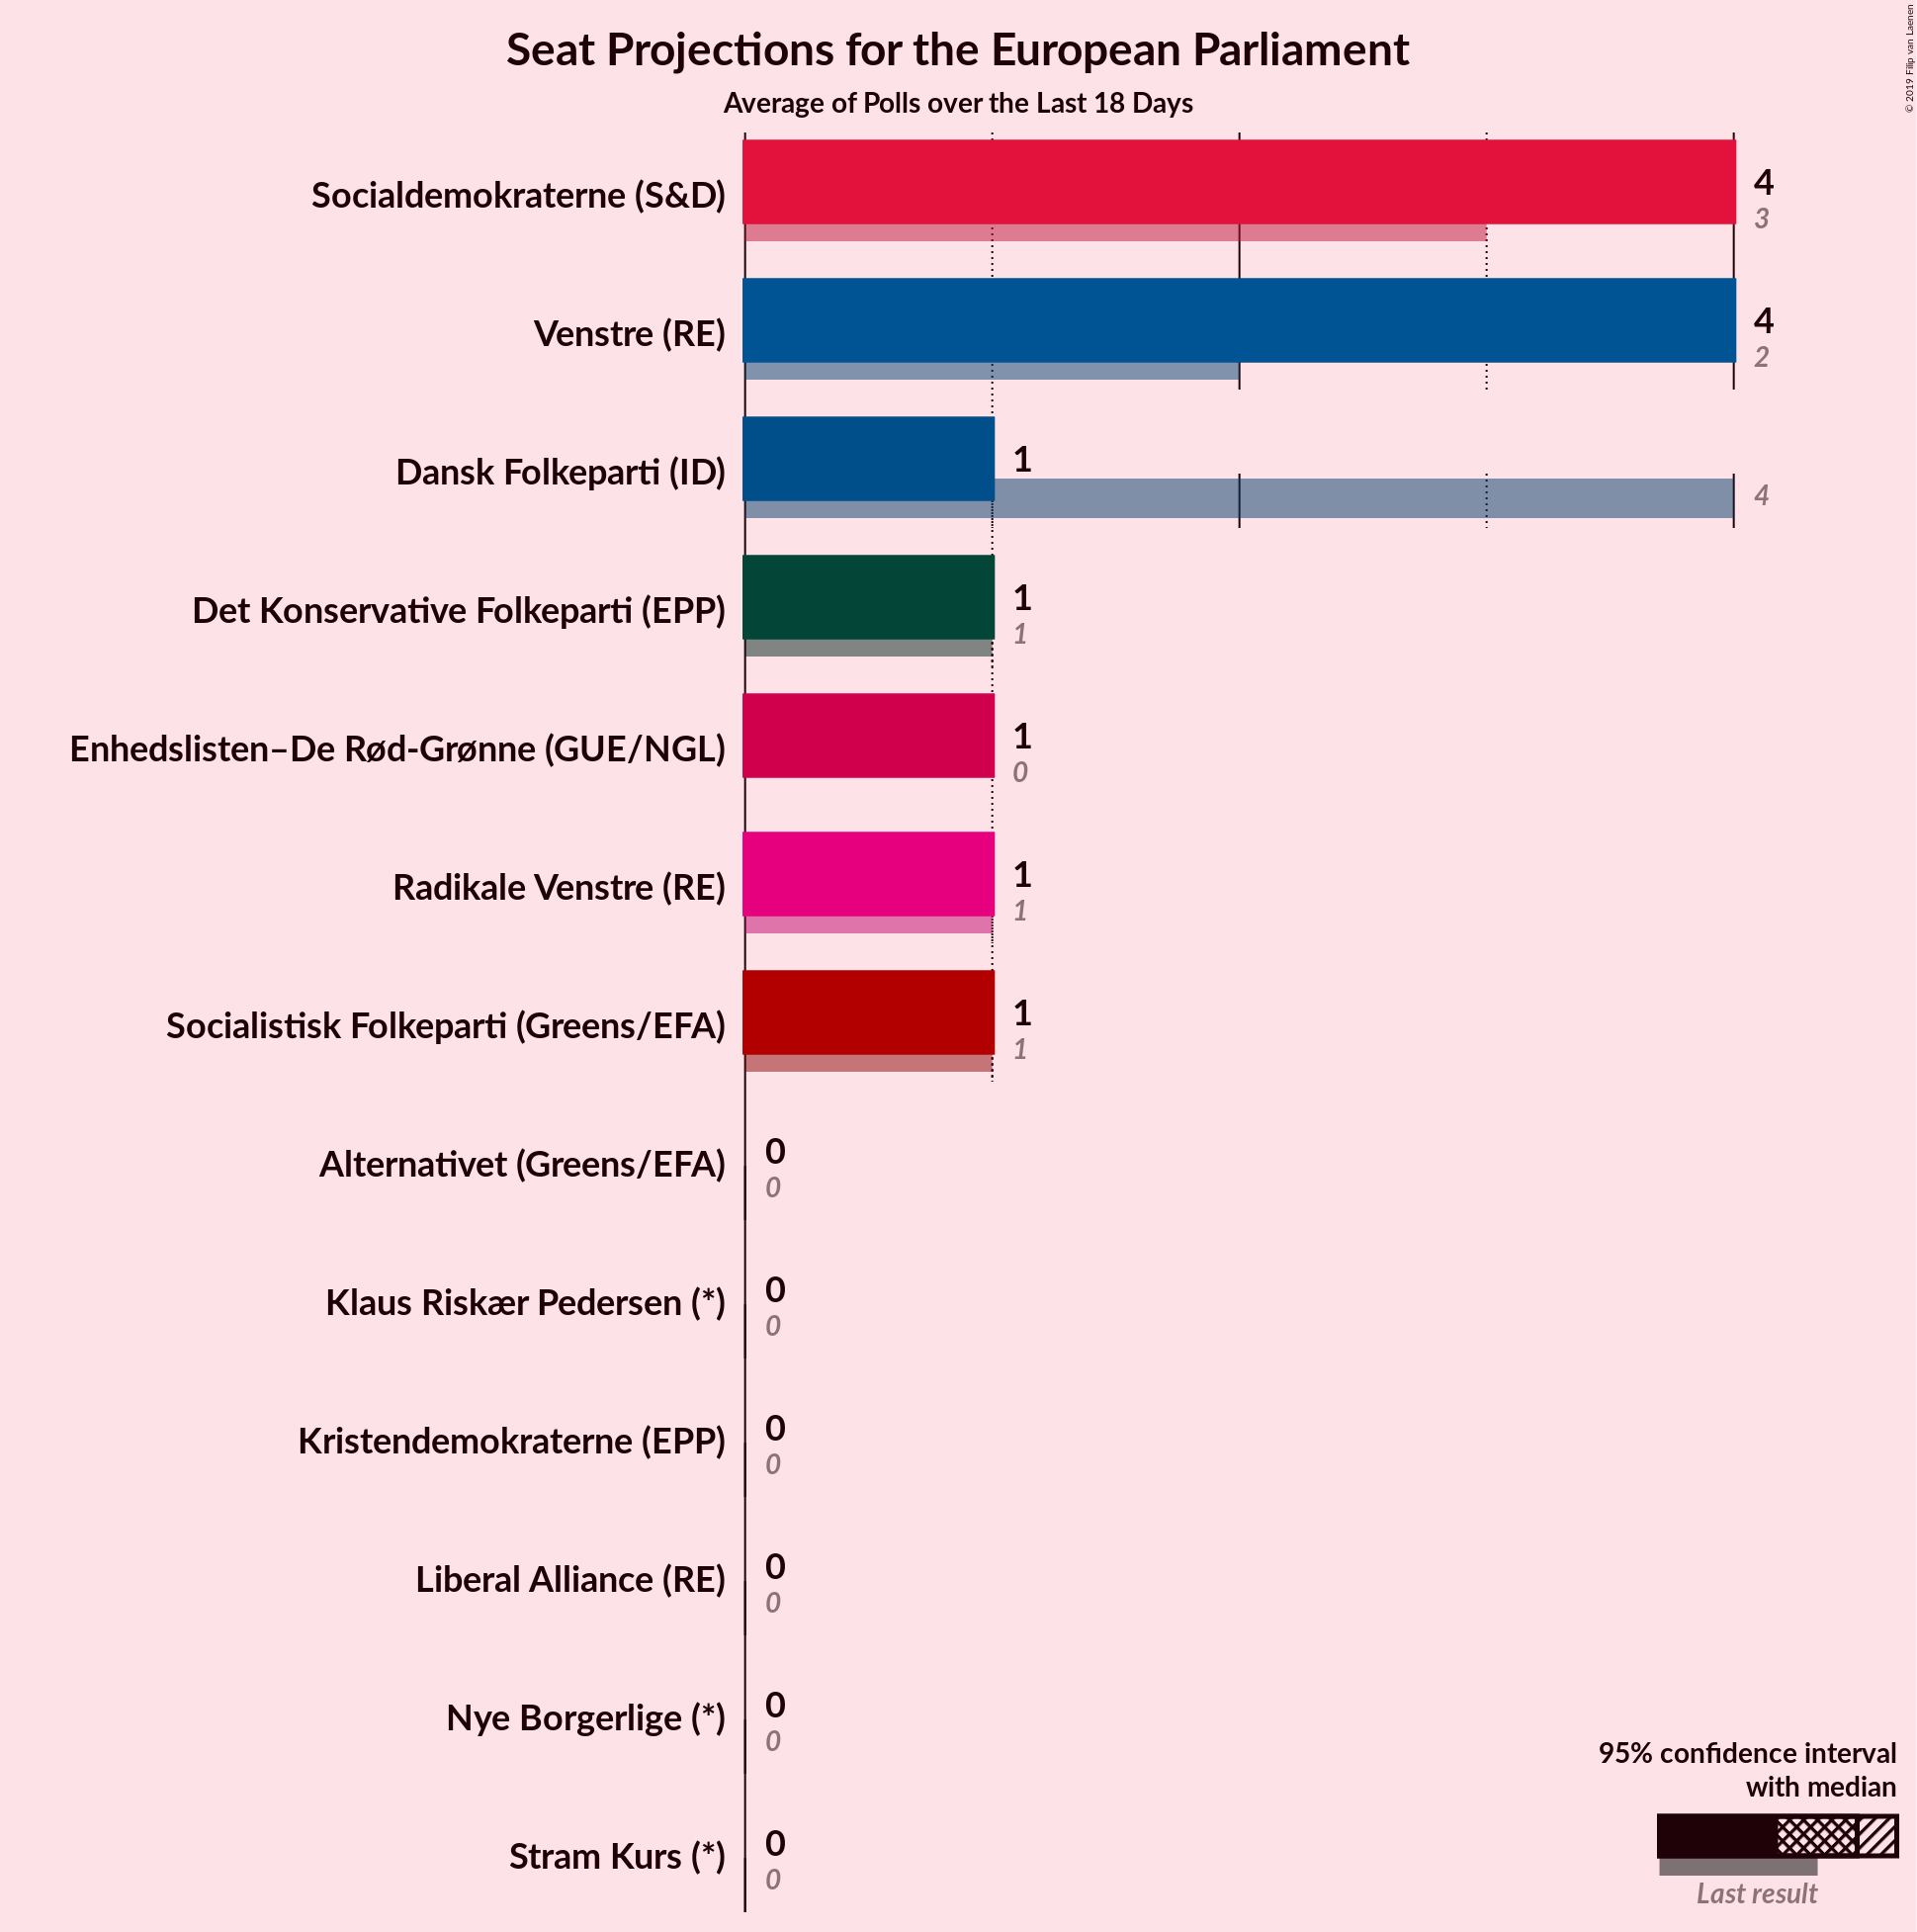 Seat Projections for the European Parliament
Average of Polls over the Last 18 Days
© 2019 Filip van Laenen
Socialdemokraterne (S&D)
4
3
Venstre (RE)
4
2
Dansk Folkeparti (ID)
1
4
Det Konservative Folkeparti (EPP)
1
1
Enhedslisten–De Rød-Grønne (GUE/NGL)
1
0
Radikale Venstre (RE)
1
1
Socialistisk Folkeparti (Greens/EFA)
1
1
Alternativet (Greens/EFA)
0
0
Klaus Riskær Pedersen (*)
0
0
Kristendemokraterne (EPP)
0
0
Liberal Alliance (RE)
0
0
Nye Borgerlige (*)
0
0
Stram Kurs (*)
0
0
95% confidence interval
with median
Last result